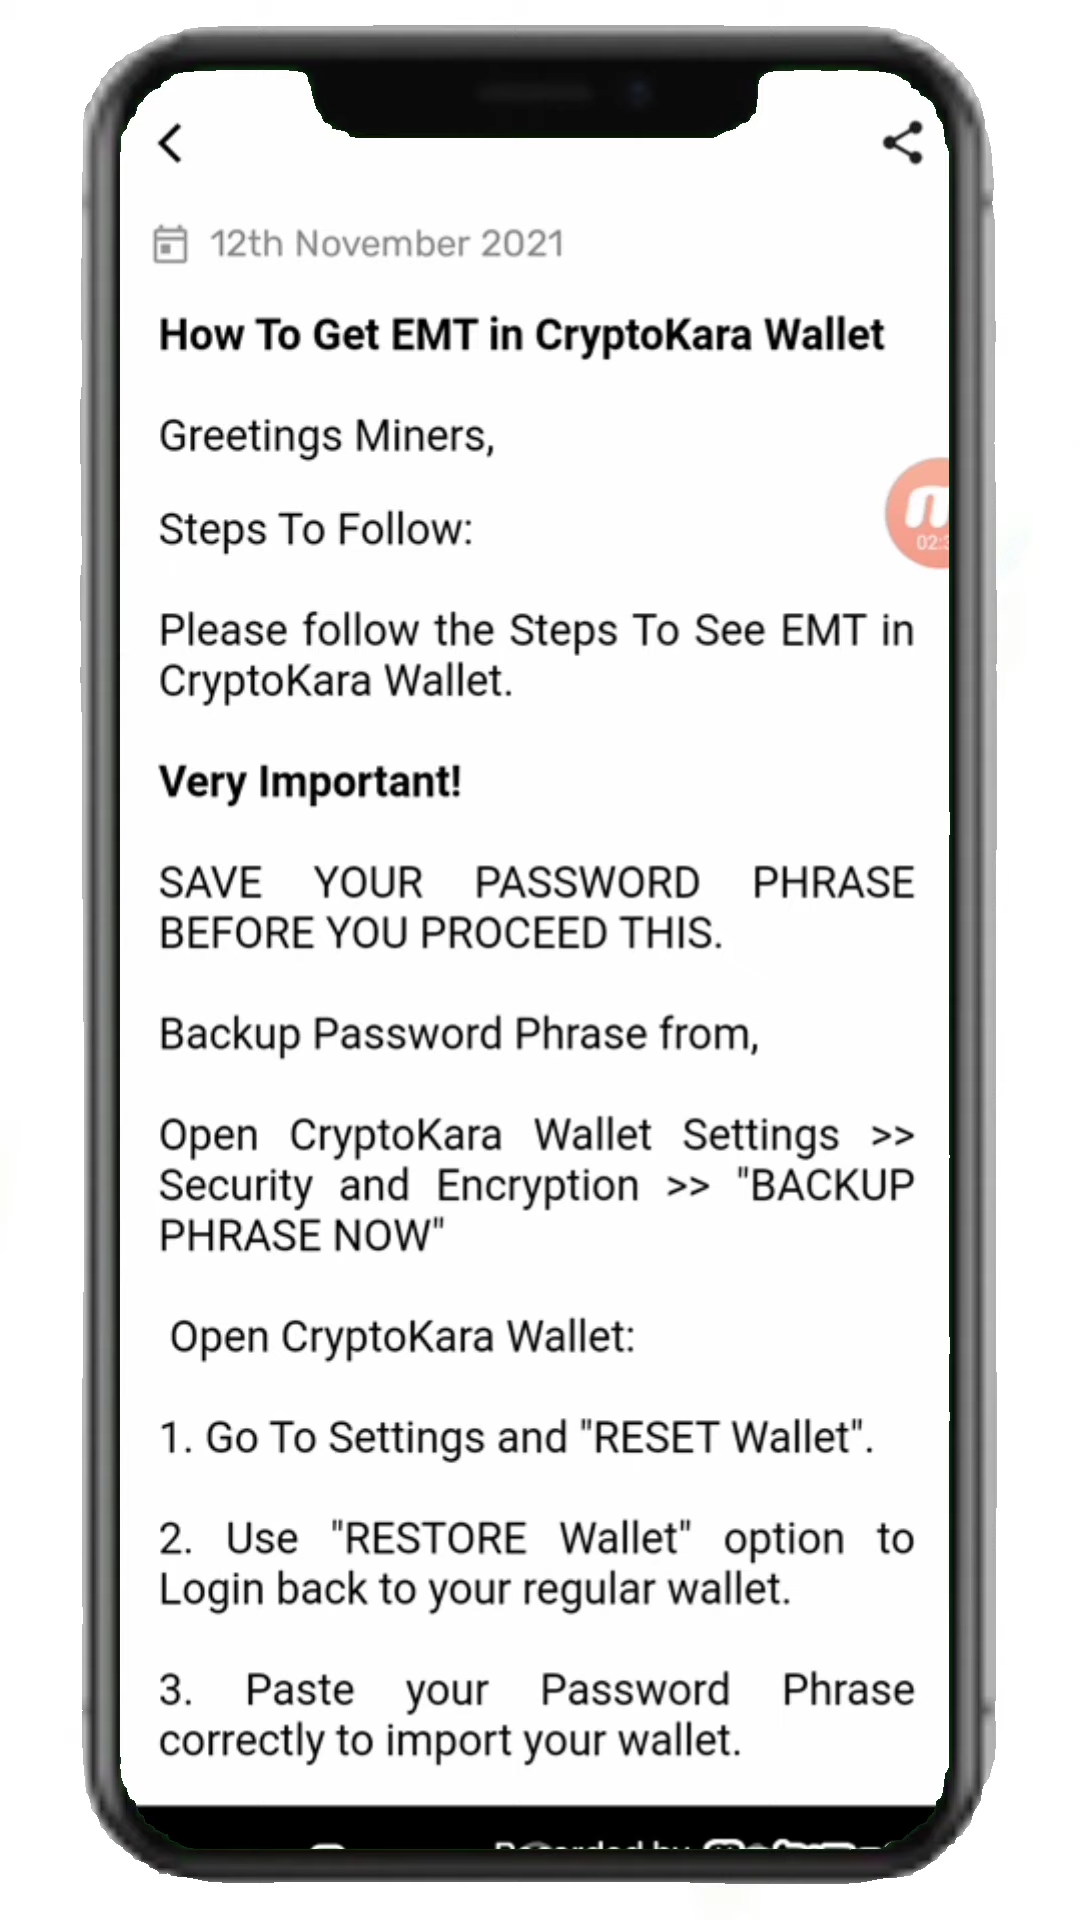 12th November 2021
How To Get EMT in CryptoKara Wallet
Greetings Miners,
Steps To Follow:
02:3
Please follow the Steps To See EMT in
CryptoKara Wallet.
Very Important!
SAVE YOUR PASSWORD PHRASE
BEFORE YOU PROCEED THIS.
Backup Password Phrase from,
Open CryptoKara Wallet Settings >>
Security and Encryption >> "BACKUP
PHRASE NOW"
Open CryptoKara Wallet:
1. Go To Settings and "RESET Wallet".
2. Use "RESTORE Wallet" option to
Login back to your regular wallet.
3. Paste your Password Phrase
correctly to import your wallet.
Recorded by